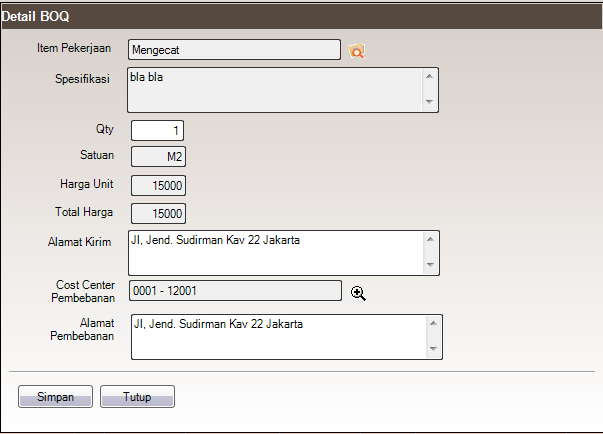 Detail BOQ
Item Pekerjaan Mengecat
Spesifikasi bla bla
Qty 1
Satuan M2
Harga Unit 15000
Total Harga 15000
Alamat Kirim Jl, Jend. Sudirman Kav 22 Jakarta
Cost Center
Pembebanan 0001 - 12001
Alamat
Pembebanan Jl, Jend. Sudirman Kav 22 Jakarta
Simpan Tutup